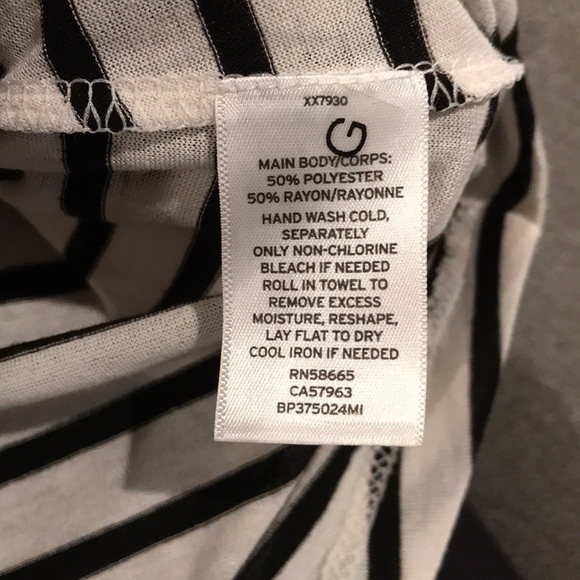 XX7930
G
MAIN BODY/CORPS:
50% POLYESTER
50% RAYON/RAYONNE
HAND WASH COLD,
SEPARATELY
ONLY NON-CHLORINE
BLEACH IF NEEDED
ROLL IN TOWEL TO
REMOVE EXCESS
MOISTURE, RESHAPE,
LAY FLAT TO DRY
COOL IRON IF NEEDED
RN58665
CA57963
BP375024MI